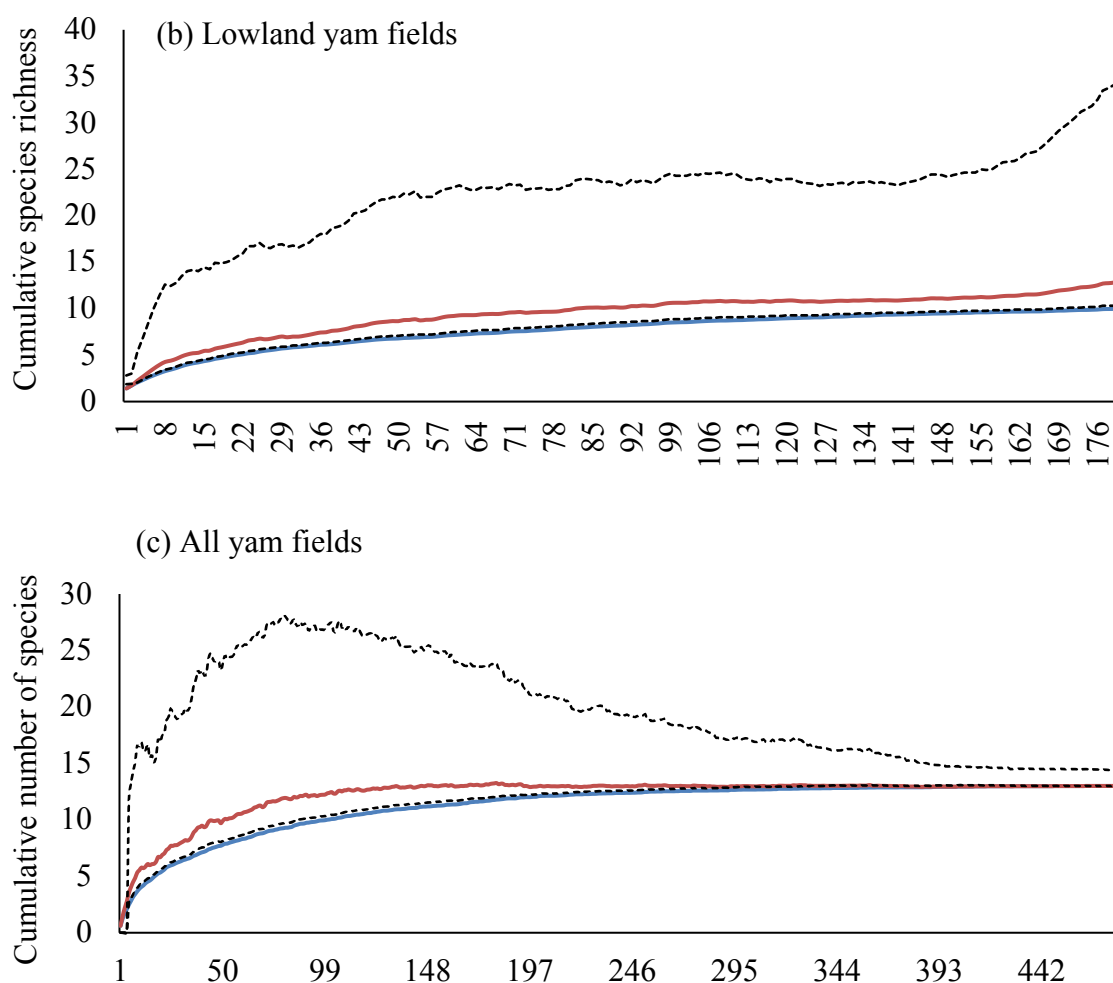 (b) Lowland yam fields
Cumulative species richness
40
35
30
25
20
15
10
5
0
1 8 15 22 29 36 43 50 57 64 71 78 85 92 99 106 113 120 127 134 141 148 155 162 169 176
(c) All yam fields
Cumulative number of species
30
25
20
15
10
5
0
1 50 99 148 197 246 295 344 393 442